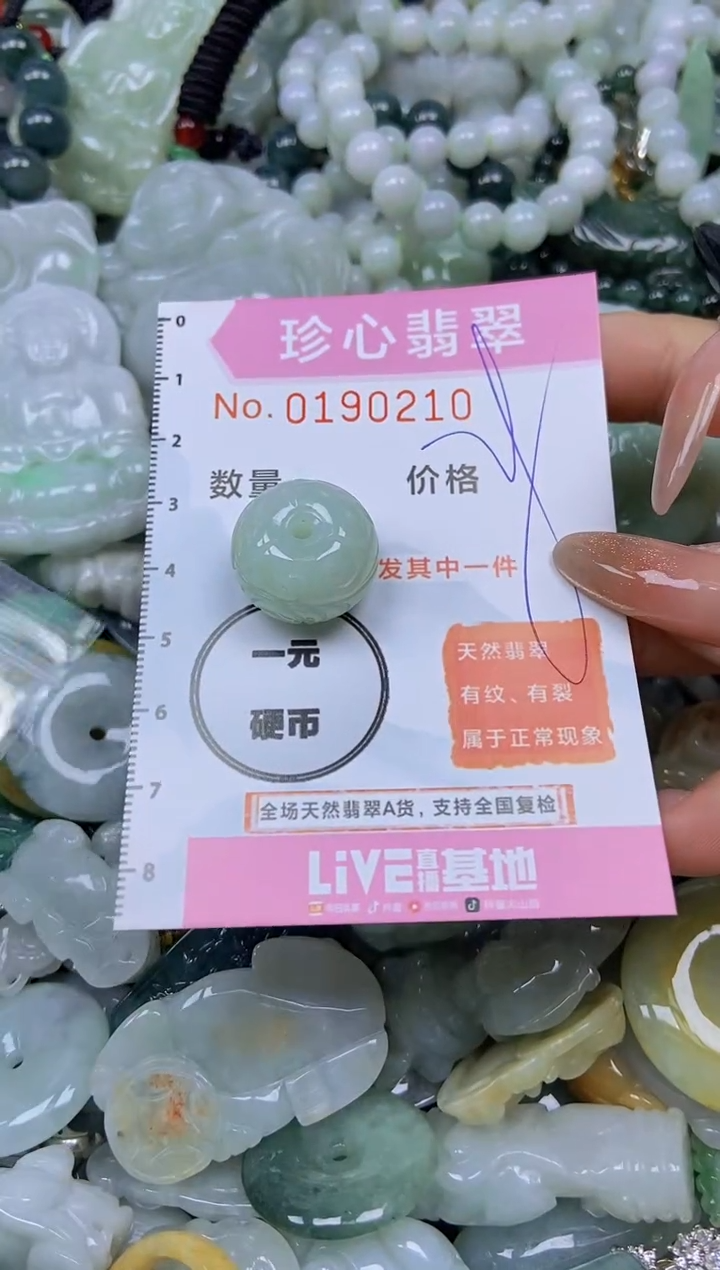 珍心翡翠
No. 0190210
数量 价格
发其中一件
一元
硬币
天然翡翠
有纹、有裂
属于正常现象
全场天然翡翠A货，支持全国复检
LiVE直播基地
0
1
2
3
4
5
6
7
8